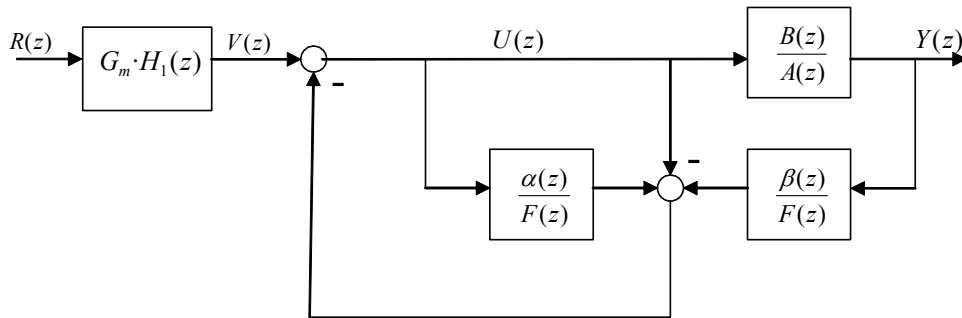 R(z)
G_m·H_1(z)
V(z)
-
U(z)
B(z)
A(z)
Y(z)
α(z)
F(z)
-
β(z)
F(z)